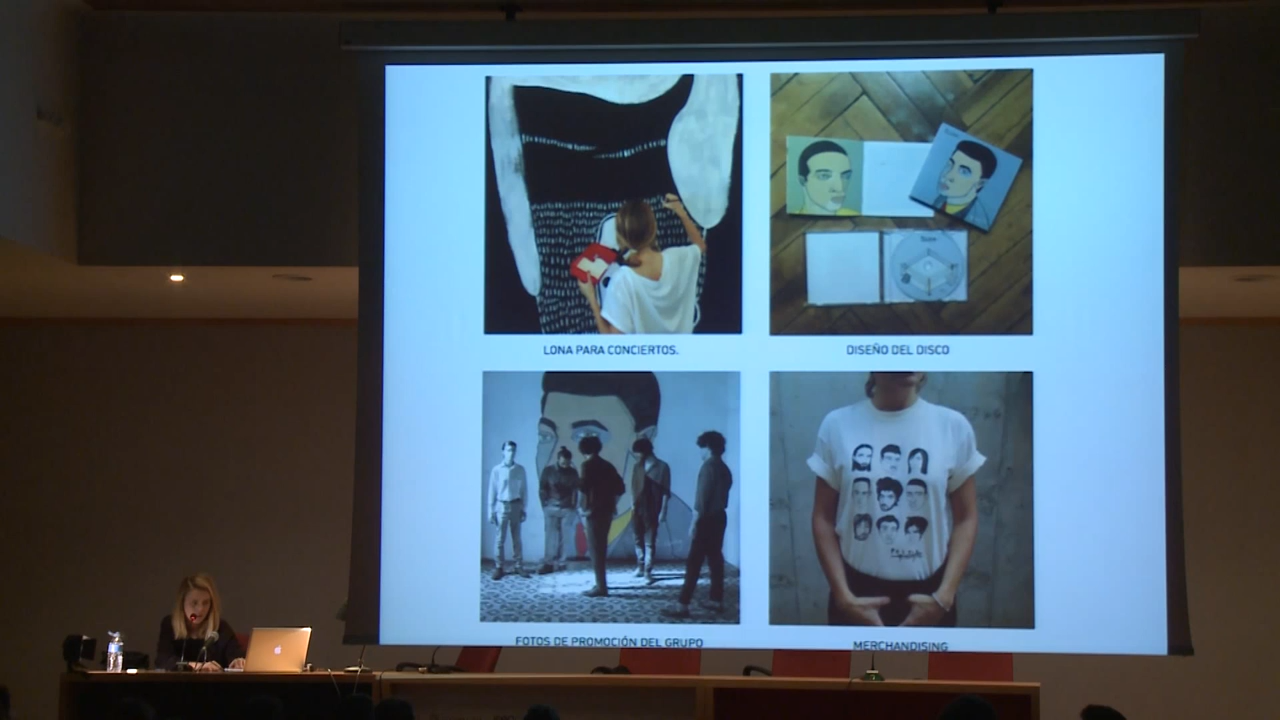 LONA PARA CONCIERTOS.
DISEÑO DEL DISCO
FOTOS DE PROMOCIÓN DEL GRUPO
MERCHANDISING